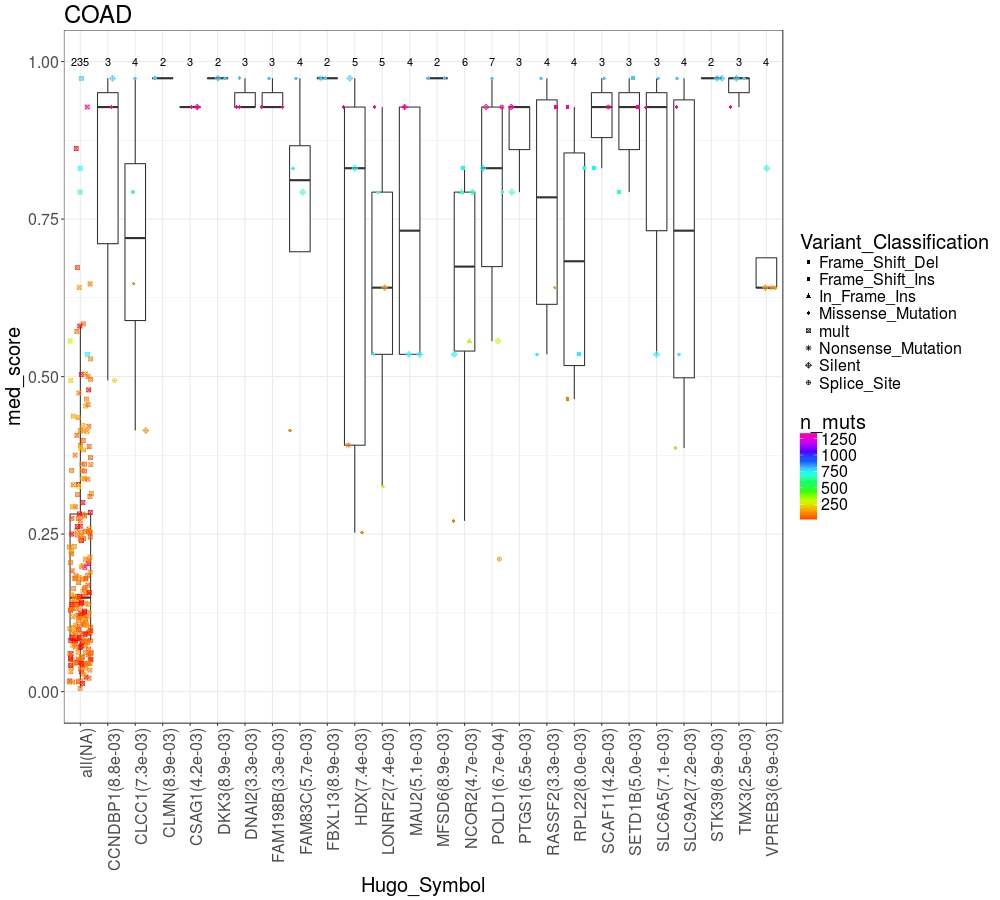 COAD
235 3 4 2 3 2 3 3 4 2 5 5 4 2 6 7 3 4 4 3 3 3 4 2 3 4
1.00
0.75
0.50
0.25
0.00
med_score
all(NA)
CCNDBP1(8.8e-03)
CLCC1(7.3e-03)
CLMN(8.9e-03)
CSAG1(4.2e-03)
DKK3(8.9e-03)
DNAI2(3.3e-03)
FAM198B(3.3e-03)
FAM83C(5.7e-03)
FBXL13(8.9e-03)
HDX(7.4e-03)
LONRF2(7.4e-03)
MAU2(5.1e-03)
MFSD6(8.9e-03)
NCOR2(4.7e-03)
POLD1(6.7e-04)
PTGS1(6.5e-03)
RASSF2(3.3e-03)
RPL22(8.0e-03)
SCAF11(4.2e-03)
SETD1B(5.0e-03)
SLC6A5(7.1e-03)
SLC9A2(7.2e-03)
STK39(8.9e-03)
TMX3(2.5e-03)
VPREB3(6.9e-03)
Hugo_Symbol
Variant_Classification
Frame_Shift_Del
Frame_Shift_Ins
In_Frame_Ins
Missense_Mutation
mult
Nonsense_Mutation
Silent
Splice_Site
n_muts
1250
1000
750
500
250